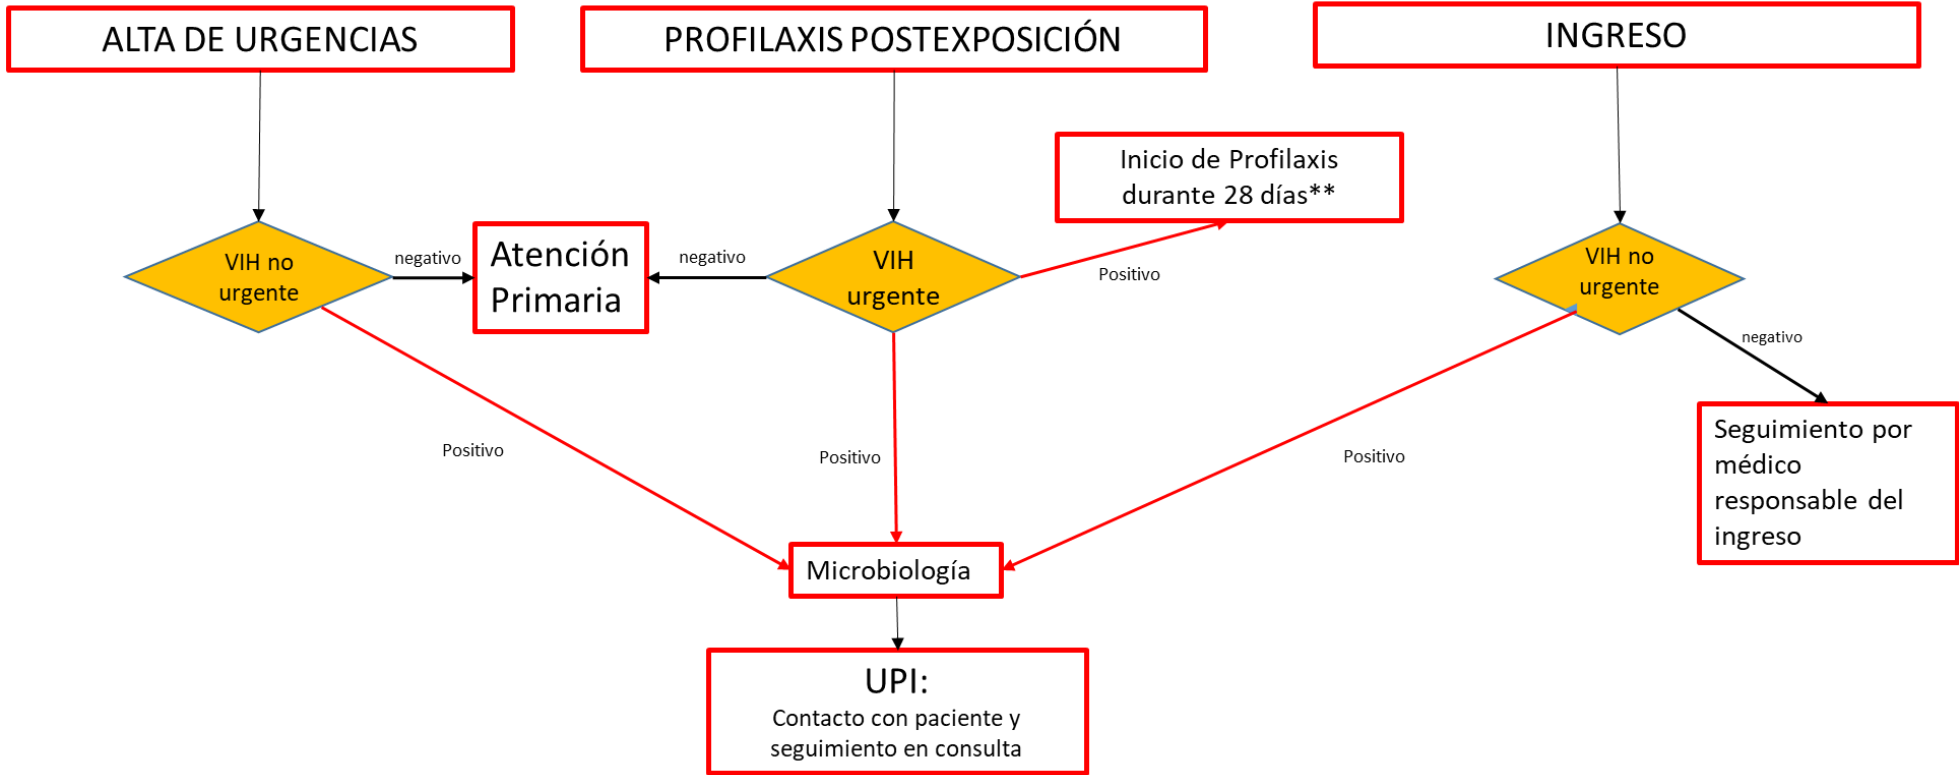 ALTA DE URGENCIAS
PROFILAXIS POSTEXPOSICIÓN
INGRESO
Inicio de Profilaxis
durante 28 días**
VIH no
urgente
negativo
Atención
Primaria
negativo
VIH
urgente
Positivo
VIH no
urgente
negativo
Positivo
Positivo
Positivo
Seguimiento por
médico
responsable del
ingreso
Microbiología
UPI:
Contacto con paciente y
seguimiento en consulta